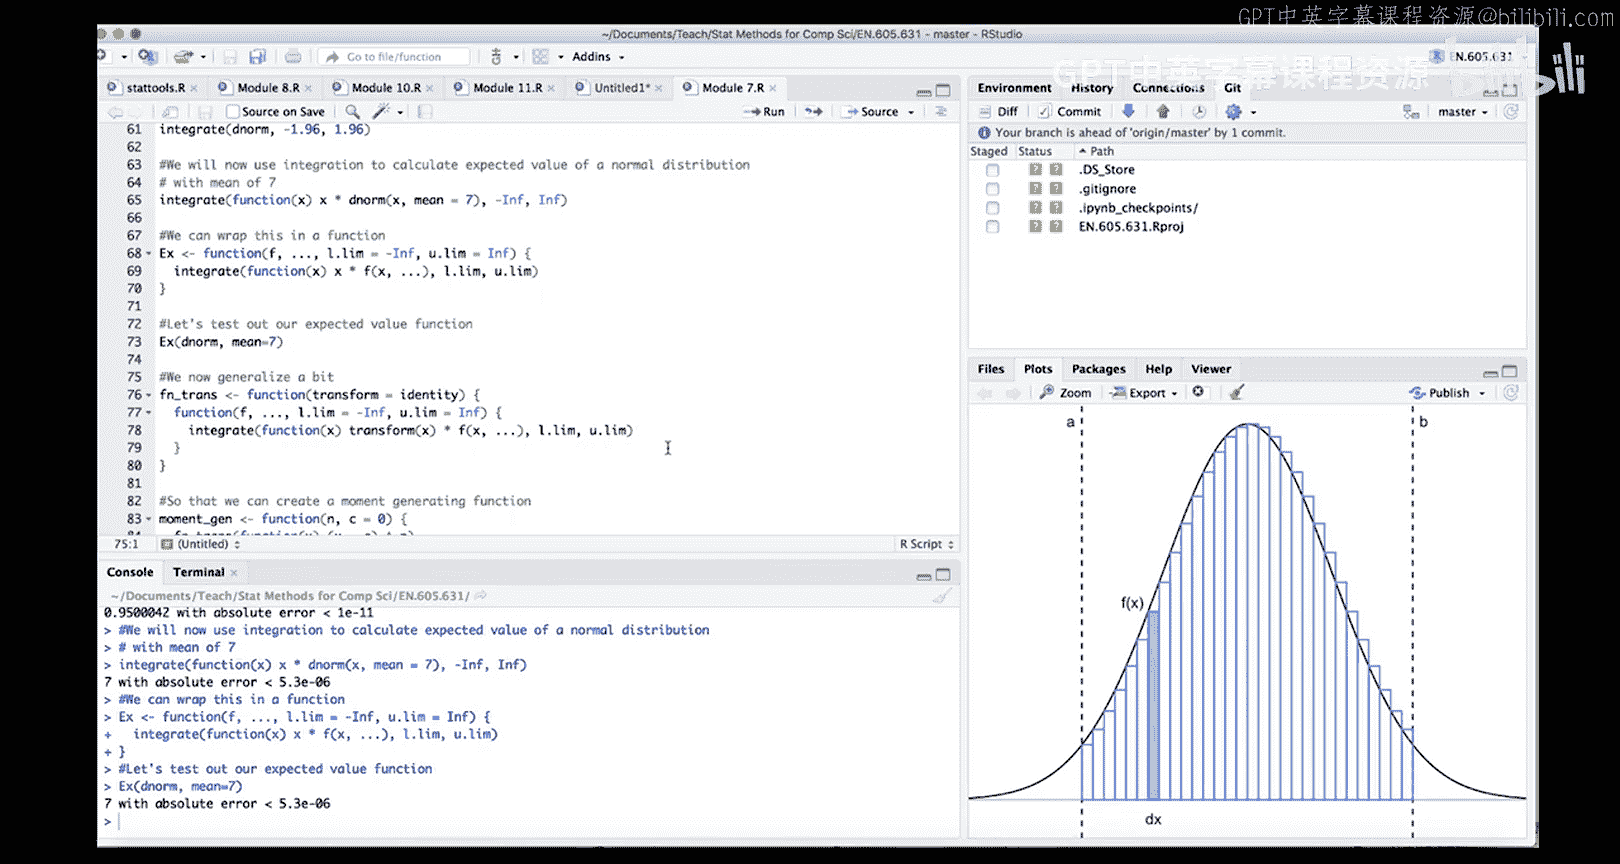 GPT中英字幕课程资源@bilibili.com
~/Documents/Teach/Stat Methods for Comp Sci/EN.605.631 - master - RStudio
Go to file/function
Addins
EN.605.631
GPT中英字幕课程资源
stattools.R
Module 8.R
Module 10.R
Module 11.R
Untitled1*
Module 7.R
Source on Save
Run
Source
61 integrate(dnorm, -1.96, 1.96)
62
63 #We will now use integration to calculate expected value of a normal distribution
64 # with mean of 7
65 integrate(function(x) x * dnorm(x, mean = 7), -Inf, Inf)
66
67 #We can wrap this in a function
68 Ex <- function(f, ..., l.lim = -Inf, u.lim = Inf) {
69 integrate(function(x) x * f(x, ...), l.lim, u.lim)
70 }
71
72 #Let's test out our expected value function
73 Ex(dnorm, mean=7)
74
75 #We now generalize a bit
76 fn_trans <- function(transform = identity) {
77 function(f, ..., l.lim = -Inf, u.lim = Inf) {
78 integrate(function(x) transform(x) * f(x, ...), l.lim, u.lim)
79 }
80 }
81
82 #So that we can create a moment generating function
83 moment_gen <- function(n, c = 0) {
75:1
(Untitled)
R Script
Console
Terminal
~/Documents/Teach/Stat Methods for Comp Sci/EN.605.631/
0.9500042 with absolute error < 1e-11
> #We will now use integration to calculate expected value of a normal distribution
> # with mean of 7
> integrate(function(x) x * dnorm(x, mean = 7), -Inf, Inf)
7 with absolute error < 5.3e-06
> #We can wrap this in a function
> Ex <- function(f, ..., l.lim = -Inf, u.lim = Inf) {
+ integrate(function(x) x * f(x, ...), l.lim, u.lim)
+ }
> #Let's test out our expected value function
> Ex(dnorm, mean=7)
7 with absolute error < 5.3e-06
>
Environment
History
Connections
Git
Diff
Commit
master
Your branch is ahead of 'origin/master' by 1 commit.
Staged
Status
Path
.DS_Store
.gitignore
.ipynb_checkpoints/
EN.605.631.Rproj
Files
Plots
Packages
Help
Viewer
Zoom
Export
Publish
a
b
f(x)
dx